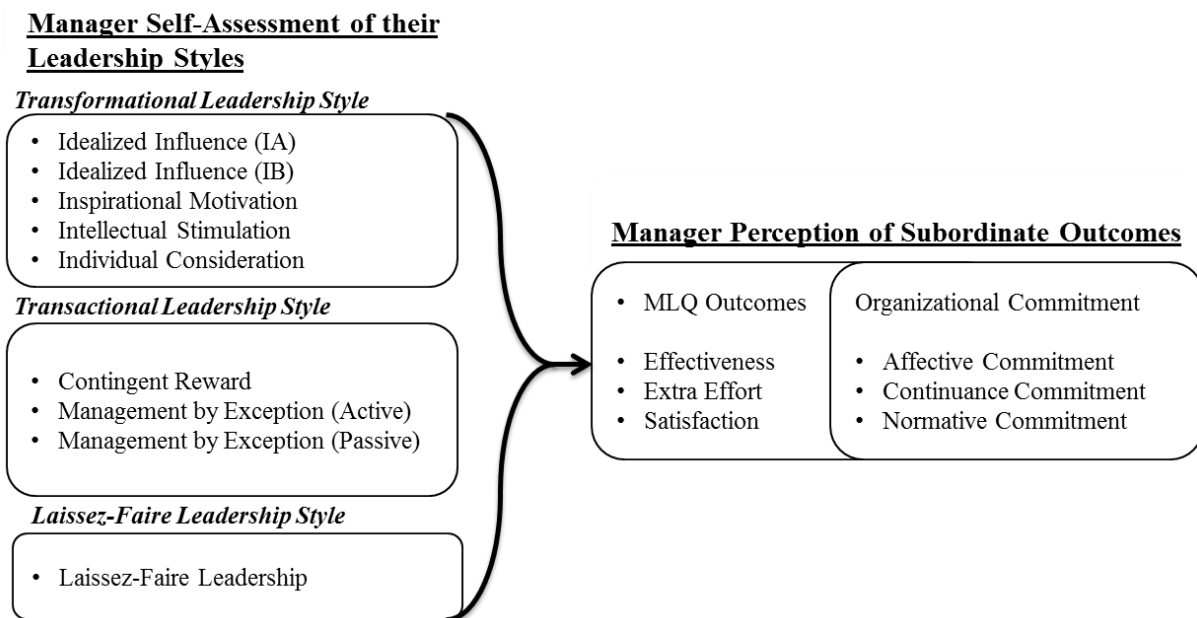 Manager Self-Assessment of their
Leadership Styles
Transformational Leadership Style
• Idealized Influence (IA)
• Idealized Influence (IB)
• Inspirational Motivation
• Intellectual Stimulation
• Individual Consideration
Transactional Leadership Style
• Contingent Reward
• Management by Exception (Active)
• Management by Exception (Passive)
Laissez-Faire Leadership Style
• Laissez-Faire Leadership
Manager Perception of Subordinate Outcomes
• MLQ Outcomes
• Effectiveness
• Extra Effort
• Satisfaction
Organizational Commitment
• Affective Commitment
• Continuance Commitment
• Normative Commitment